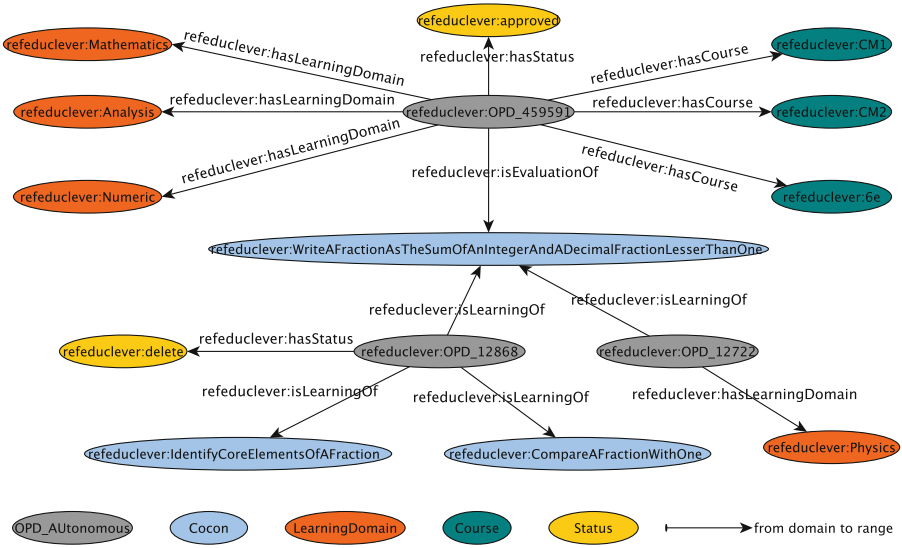 refeduclever:approved
refeduclever:Mathematics
refeduclever:hasLearningDomain
refeduclever:hasStatus
refeduclever:hasCourse
refeduclever:CM1
refeduclever:Analysis
refeduclever:hasLearningDomain
refeduclever:OPD_459591
refeduclever:hasCourse
refeduclever:CM2
refeduclever:hasLearningDomain
refeduclever:isEvaluationOf
refeduclever:hasCourse
refeduclever:Numeric
refeduclever:6e
refeduclever:WriteAFractionAsTheSumOfAnIntegerAndADecimalFractionLesserThanOne
refeduclever:isLearningOf
refeduclever:isLearningOf
refeduclever:hasStatus
refeduclever:delete
refeduclever:OPD_12868
refeduclever:OPD_12722
refeduclever:isLearningOf
refeduclever:isLearningOf
refeduclever:hasLearningDomain
refeduclever:IdentifyCoreElementsOfAFraction
refeduclever:CompareAFractionWithOne
refeduclever:Physics
OPD_AUtonomous
Cocon
LearningDomain
Course
Status
from domain to range